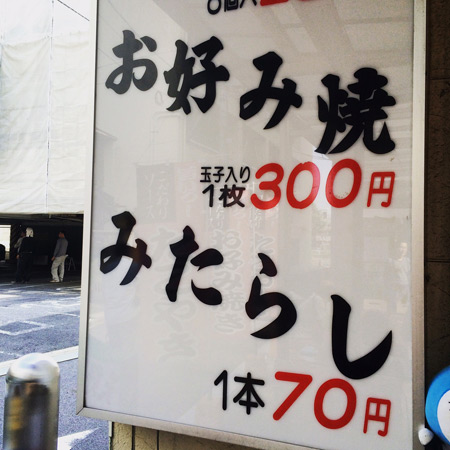 お好み焼
玉子入り
1枚300円
みたらし
1本70円